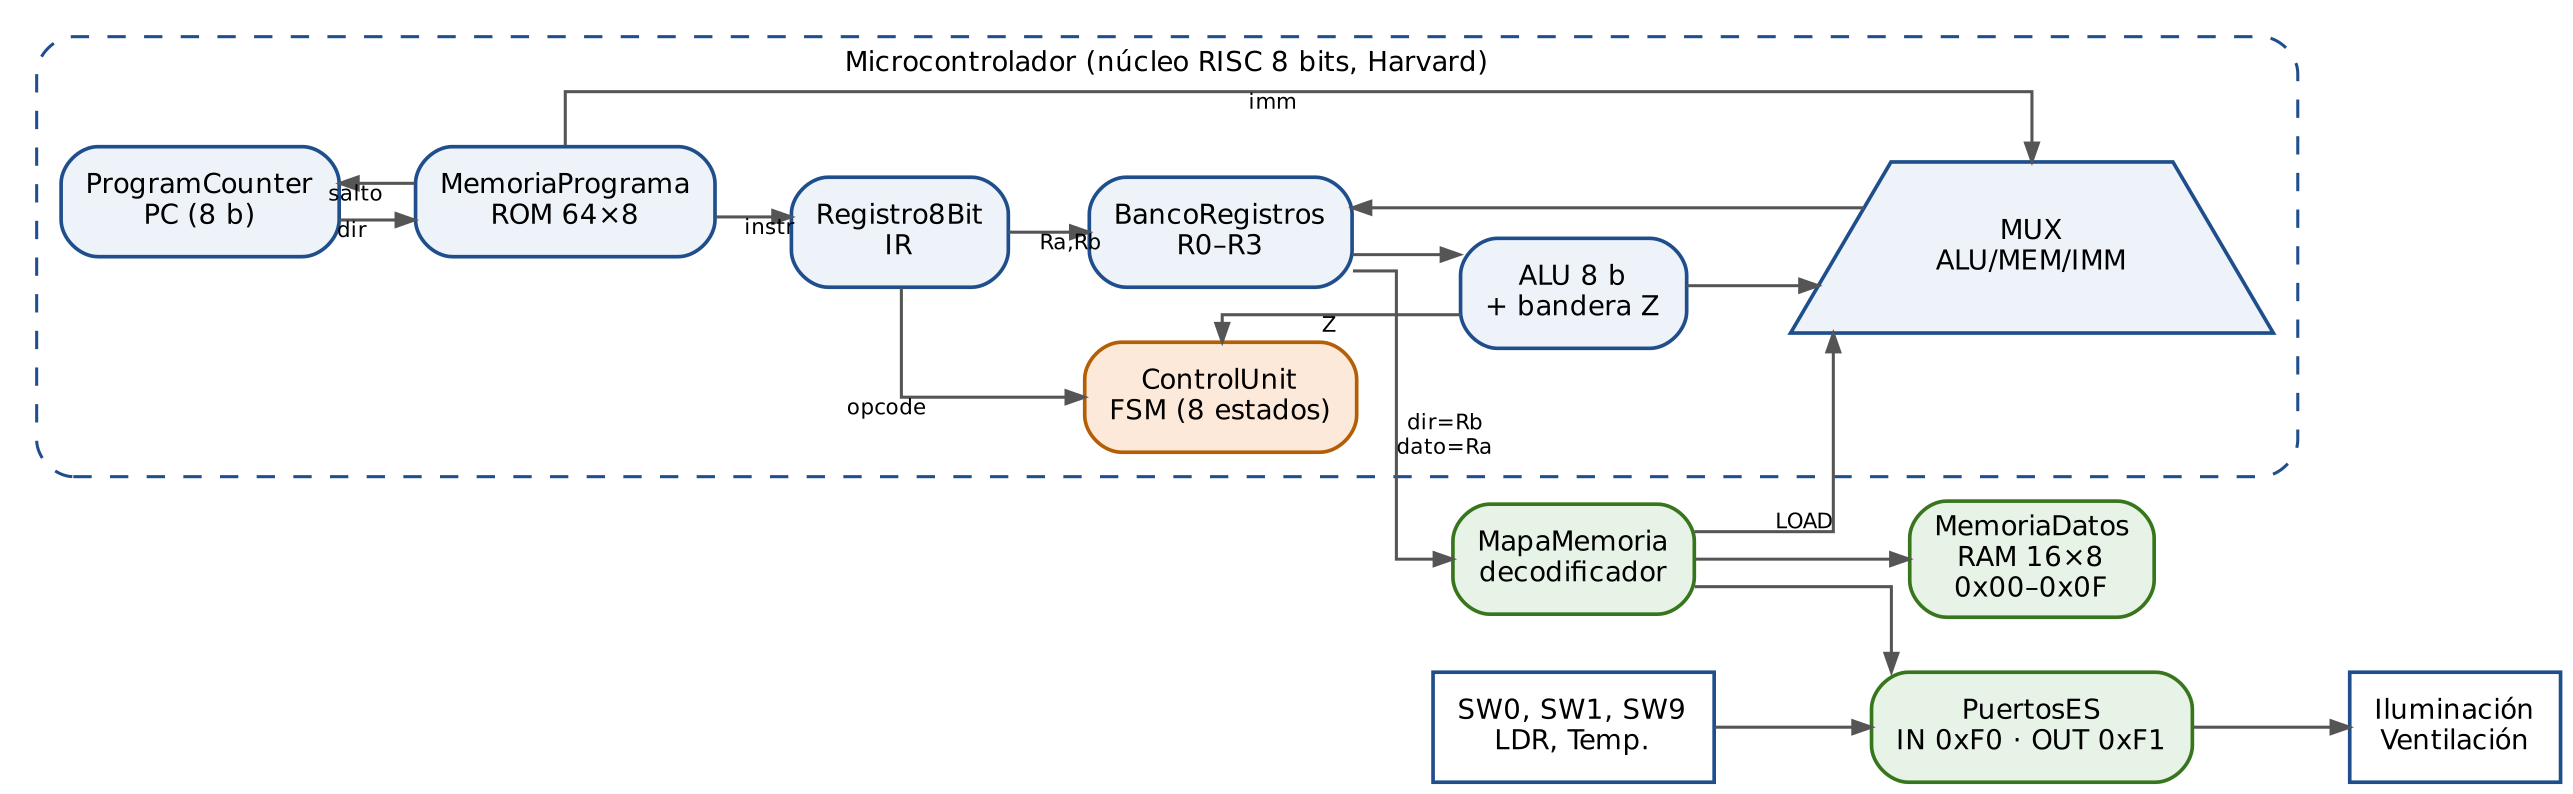 Microcontrolador (núcleo RISC 8 bits, Harvard)
imm
ProgramCounter
PC (8 b)
salto
dir
MemoriaPrograma
ROM 64×8
instr
Registro8Bit
IR
Ra,Rb
BancoRegistros
R0–R3
ALU 8 b
+ bandera Z
MUX
ALU/MEM/IMM
Z
opcode
ControlUnit
FSM (8 estados)
dir=Rb
dato=Ra
LOAD
MapaMemoria
decodificador
MemoriaDatos
RAM 16×8
0x00–0x0F
SW0, SW1, SW9
LDR, Temp.
PuertosES
IN 0xF0 · OUT 0xF1
Iluminación
Ventilación